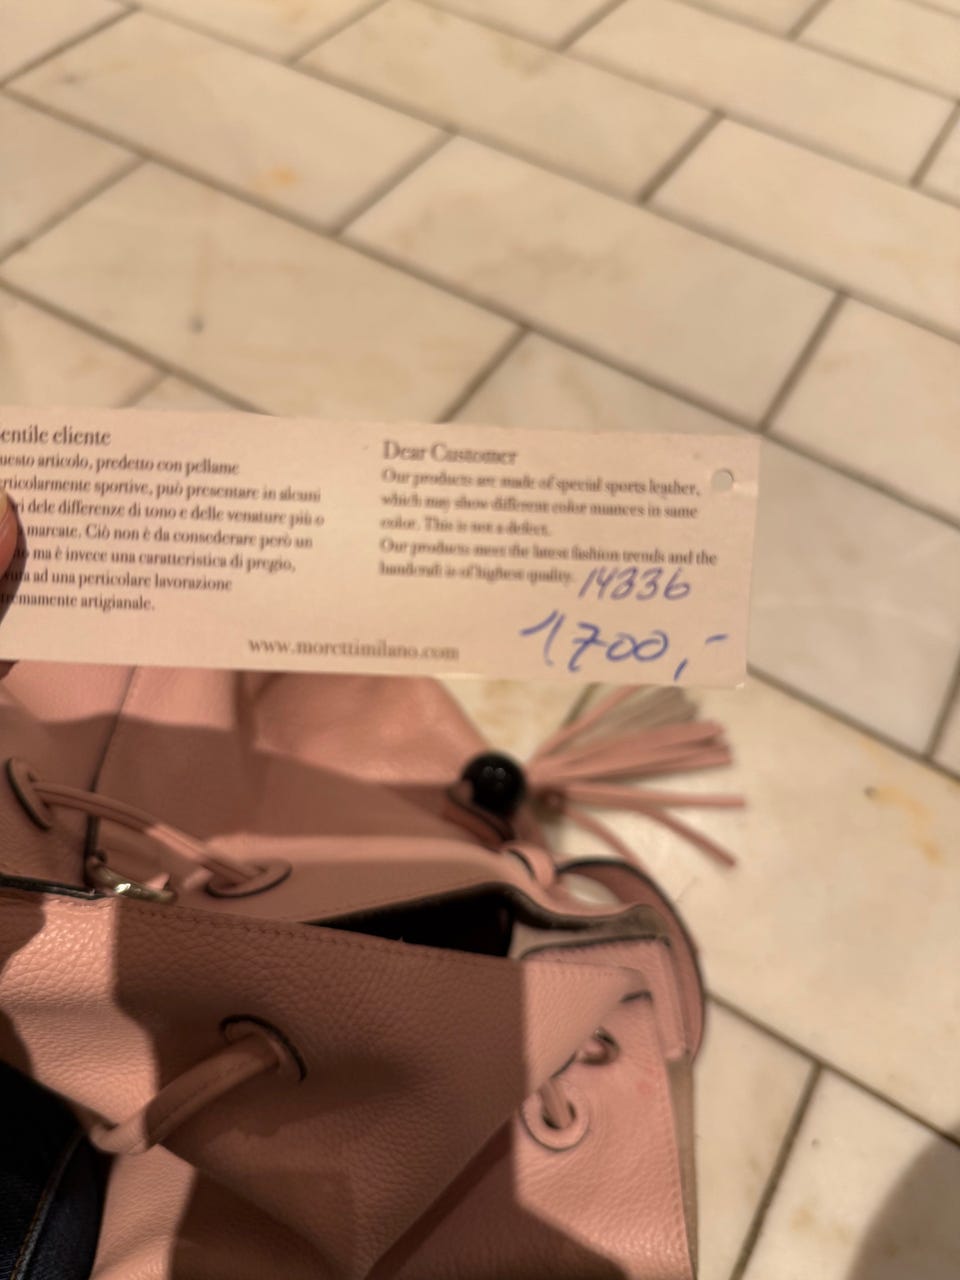 entile cliente
uesto articolo, predetto con pellame
rticolarmente sportive, può presentare in alcuni
ri dele differenze di tono e delle venature più o
marcate. Ciò non è da consederare però un
ma è invece una caratteristica di pregio,
ad una perticolare lavorazione
remamente artigianale.
Dear Customer
Our products are made of special sports leather,
which may show different color nuances in same
color. This is not a defect.
Our products meet the latest fashion trends and the
handcraft is of highest quality.
14336
1700,-
www.morettimilano.com